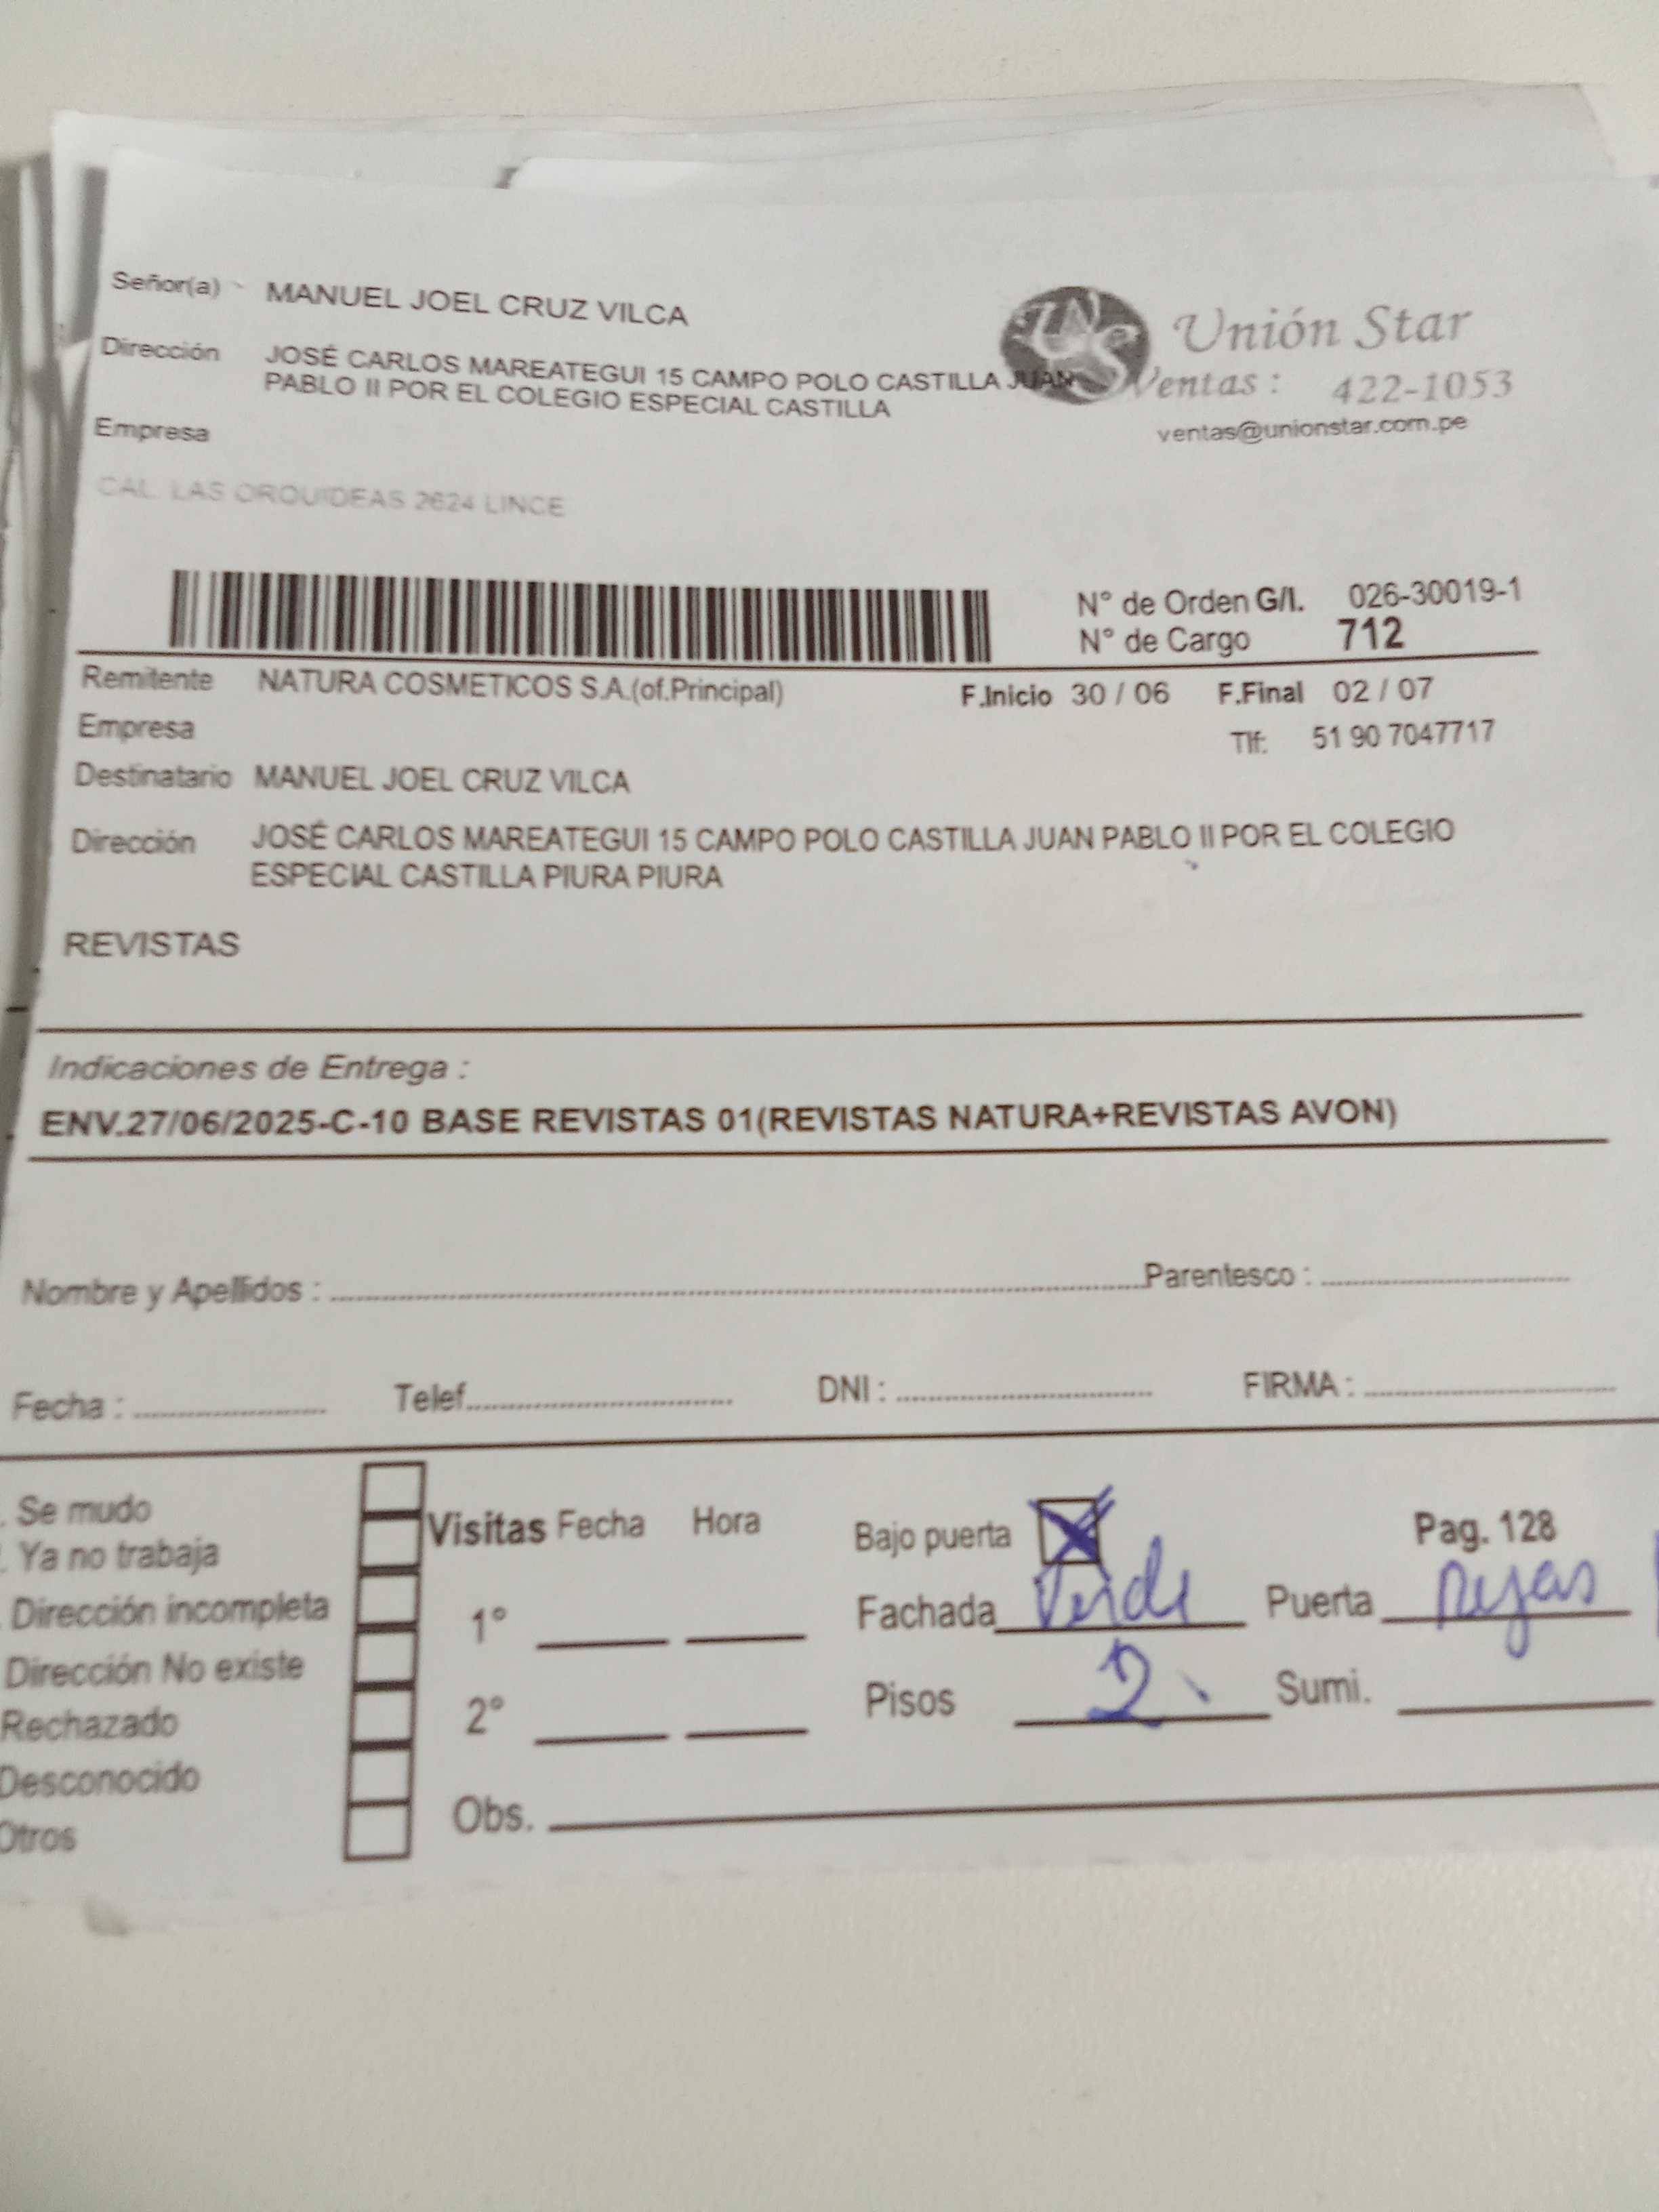 Señor(a) MANUEL JOEL CRUZ VILCA
Dirección JOSÉ CARLOS MAREATEGUI 15 CAMPO POLO CASTILLA JUAN
PABLO II POR EL COLEGIO ESPECIAL CASTILLA
Empresa
Unión Star
Ventas : 422-1053
ventas@unionstar.com.pe
CAL. LAS ORQUIDEAS 2624 LINCE
N° de Orden G/I. 026-30019-1
N° de Cargo 712
Remitente NATURA COSMETICOS S.A.(of.Principal) F.Inicio 30 / 06 F.Final 02 / 07
Empresa Tlf: 51 90 7047717
Destinatario MANUEL JOEL CRUZ VILCA
Dirección JOSÉ CARLOS MAREATEGUI 15 CAMPO POLO CASTILLA JUAN PABLO II POR EL COLEGIO
ESPECIAL CASTILLA PIURA PIURA
REVISTAS
Indicaciones de Entrega :
ENV.27/06/2025-C-10 BASE REVISTAS 01(REVISTAS NATURA+REVISTAS AVON)
Nombre y Apellidos : Parentesco :
Fecha : Telef. DNI : FIRMA :
Se mudo
Ya no trabaja
Dirección incompleta
Dirección No existe
Rechazado
Desconocido
Otros
Visitas Fecha Hora
1°
2°
Obs.
Bajo puerta X Pag. 128
Fachada Verde Puerta rejas
Pisos 2 Sumi.